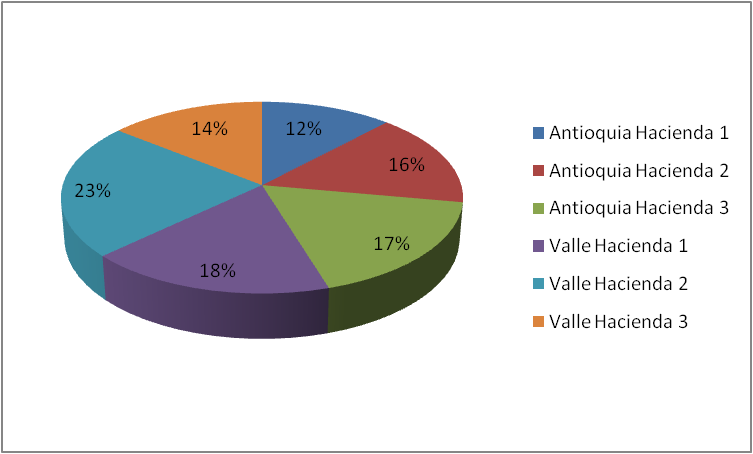 14%
12%
16%
23%
17%
18%
Antioquia Hacienda 1
Antioquia Hacienda 2
Antioquia Hacienda 3
Valle Hacienda 1
Valle Hacienda 2
Valle Hacienda 3